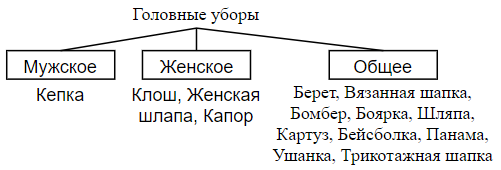 Головные уборы
Мужское
Женское
Общее
Кепка
Клош, Женская
шлапа, Капор
Берет, Вязанная шапка,
Бомбер, Боярка, Шляпа,
Картуз, Бейсболка, Панама,
Ушанка, Трикотажная шапка